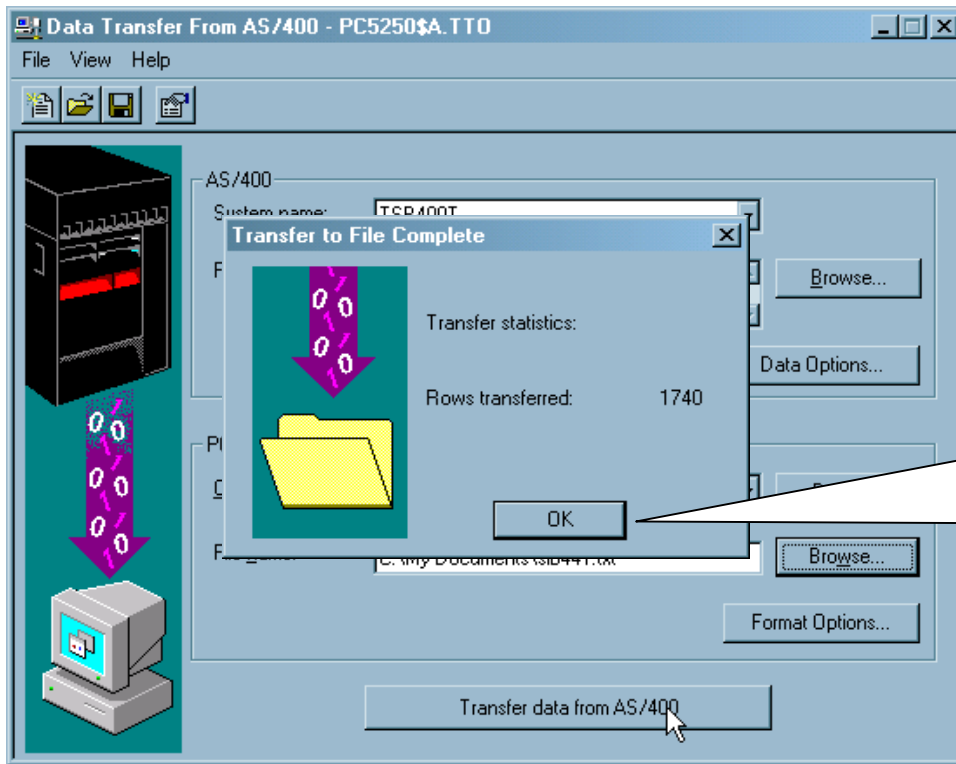 Data Transfer From AS/400 - PC5250$A.TTO
File View Help
AS/400
System name: TSB400T
Transfer to File Complete
Browse...
Transfer statistics:
Data Options...
Rows transferred: 1740
OK
Browse...
Format Options...
Transfer data from AS/400